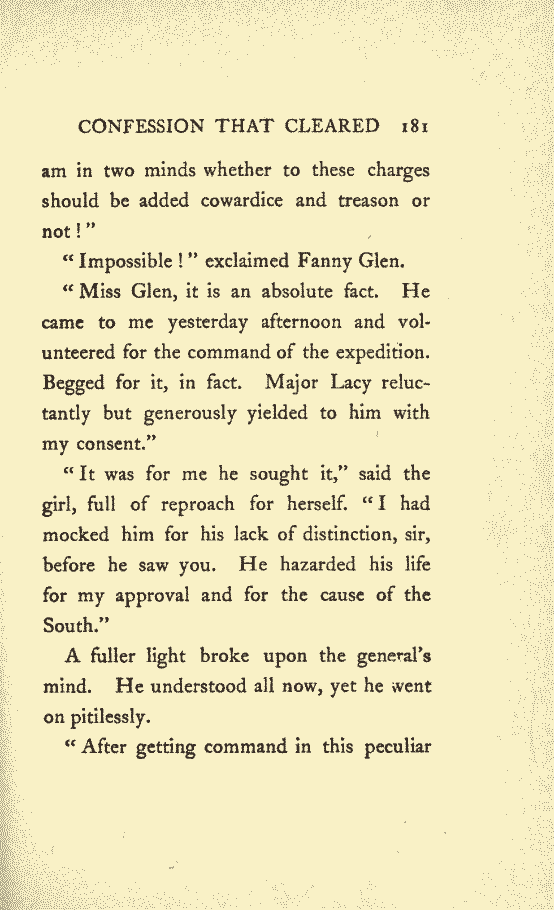 CONFESSION THAT CLEARED 181
am in two minds whether to these charges
should be added cowardice and treason or
not ! ”
“ Impossible ! ” exclaimed Fanny Glen.
“ Miss Glen, it is an absolute fact. He
came to me yesterday afternoon and vol-
unteered for the command of the expedition.
Begged for it, in fact. Major Lacy reluc-
tantly but generously yielded to him with
my consent.”
“ It was for me he sought it,” said the
girl, full of reproach for herself. “ I had
mocked him for his lack of distinction, sir,
before he saw you. He hazarded his life
for my approval and for the cause of the
South.”
A fuller light broke upon the general’s
mind. He understood all now, yet he went
on pitilessly.
“ After getting command in this peculiar